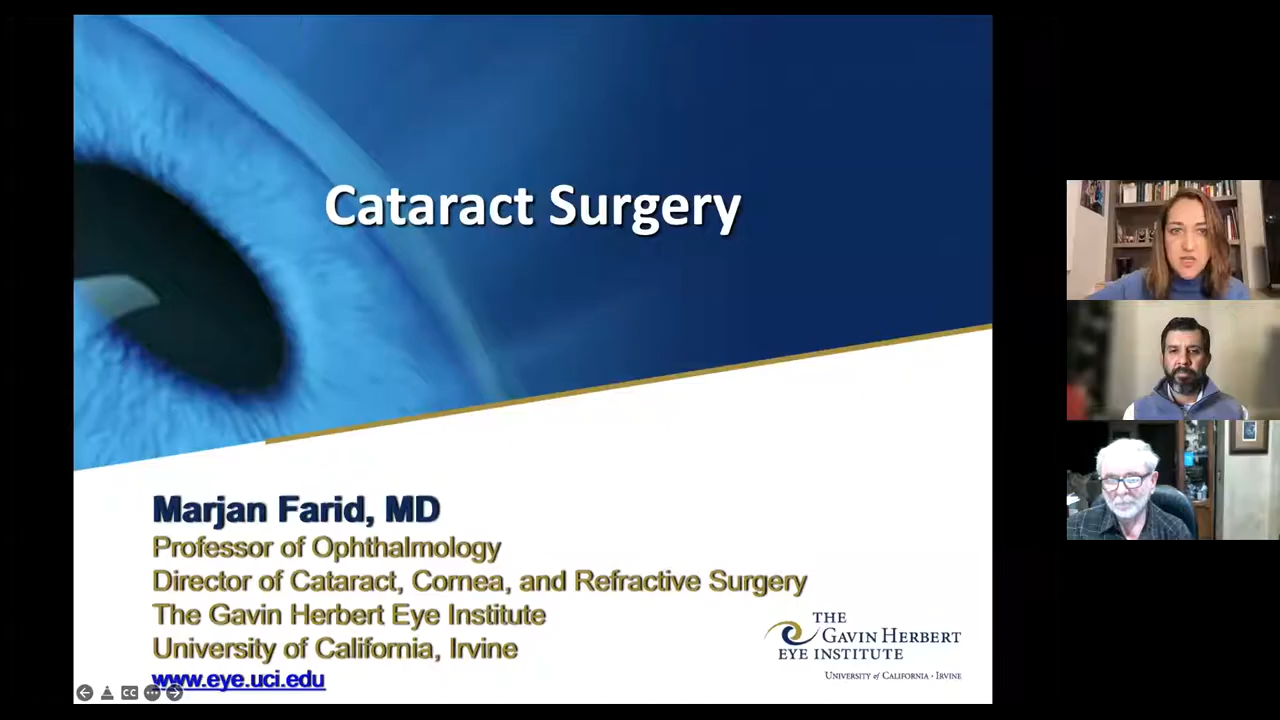 Cataract Surgery
Marjan Farid, MD
Professor of Ophthalmology
Director of Cataract, Cornea, and Refractive Surgery
The Gavin Herbert Eye Institute
University of California, Irvine
www.eye.uci.edu
THE
GAVIN HERBERT
EYE INSTITUTE
UNIVERSITY of CALIFORNIA • IRVINE
CC